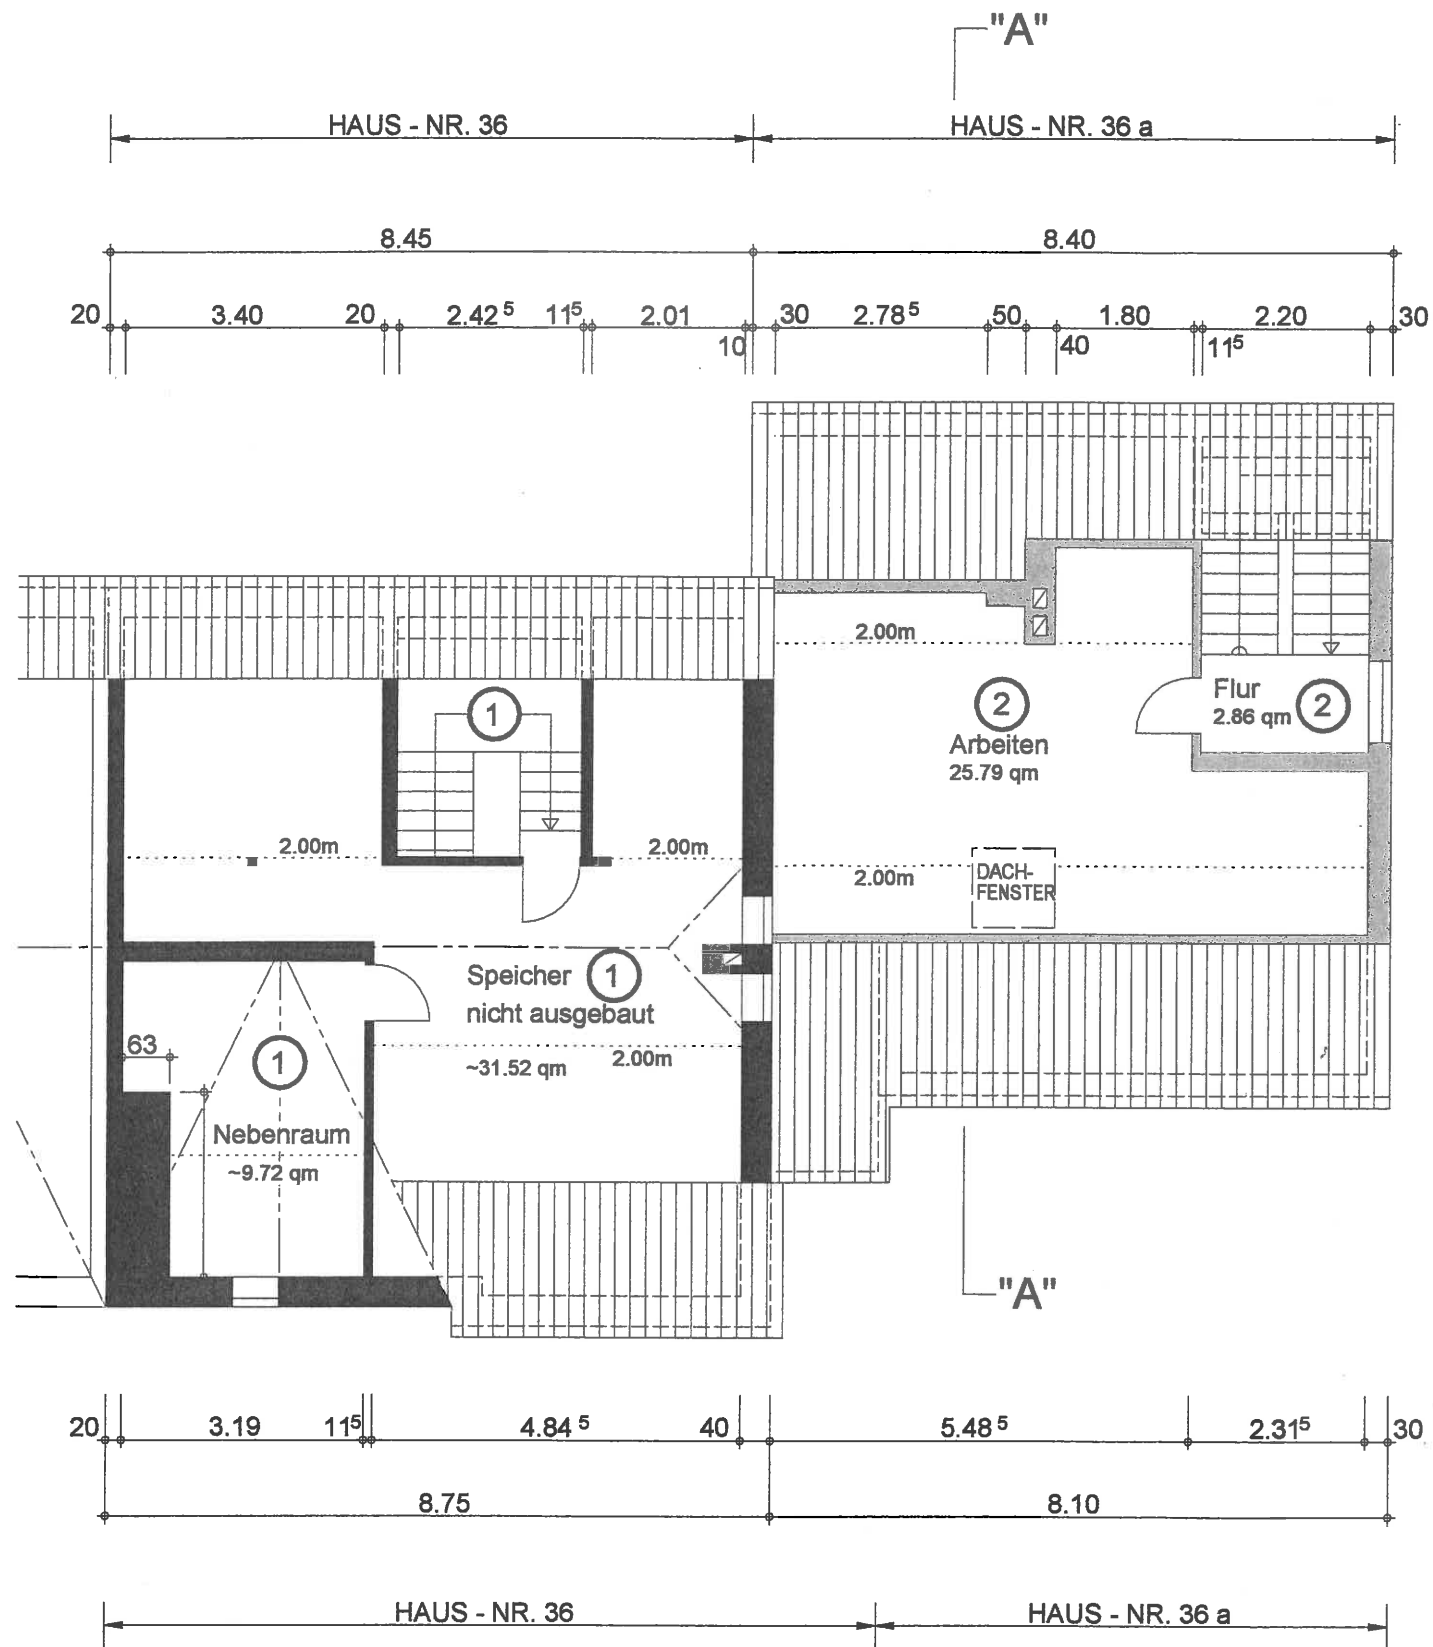 "A"
HAUS - NR. 36
HAUS - NR. 36 a
8.45
8.40
20
3.40
20
2.42⁵
11⁵
2.01
10
30
2.78⁵
50
40
1.80
11⁵
2.20
30
2.00m
2
Arbeiten
25.79 qm
Flur
2.86 qm
2
1
2.00m
2.00m
2.00m
DACH-
FENSTER
Speicher
nicht ausgebaut
1
~31.52 qm
2.00m
63
1
Nebenraum
~9.72 qm
"A"
20
3.19
11⁵
4.84⁵
40
5.48⁵
2.31⁵
30
8.75
8.10
HAUS - NR. 36
HAUS - NR. 36 a